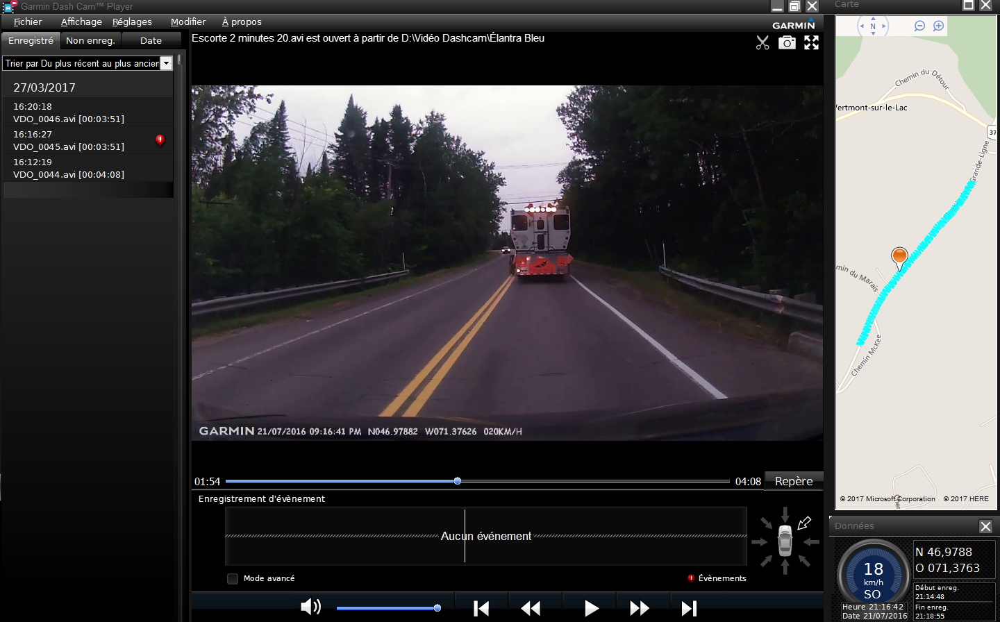 Garmin Dash Cam™ Player
Fichier Affichage Réglages Modifier À propos
GARMIN
Enregistré Non enreg. Date
Trier par Du plus récent au plus ancien
27/03/2017
16:20:18
VDO_0046.avi [00:03:51]
16:16:27
VDO_0045.avi [00:03:51]
16:12:19
VDO_0044.avi [00:04:08]
Escorte 2 minutes 20.avi est ouvert à partir de D:\Vidéo Dashcam\Élantra Bleu
GARMIN 21/07/2016 09:16:41 PM N046.97882 W071.37626 020KM/H
01:54
04:08
Repère
Enregistrement d'évènement
Aucun événement
Mode avancé
Évènements
Carte
N
Chemin du Détour
Vertmont-sur-le-Lac
37
Grande-Ligne
min du Marais
Chemin McKee
Che
© 2017 Microsoft Corporation © 2017 HERE
Données
18
km/h
SO
Heure 21:16:42
Date 21/07/2016
N 46,9788
O 071,3763
Début enreg.
21:14:48
Fin enreg.
21:18:55